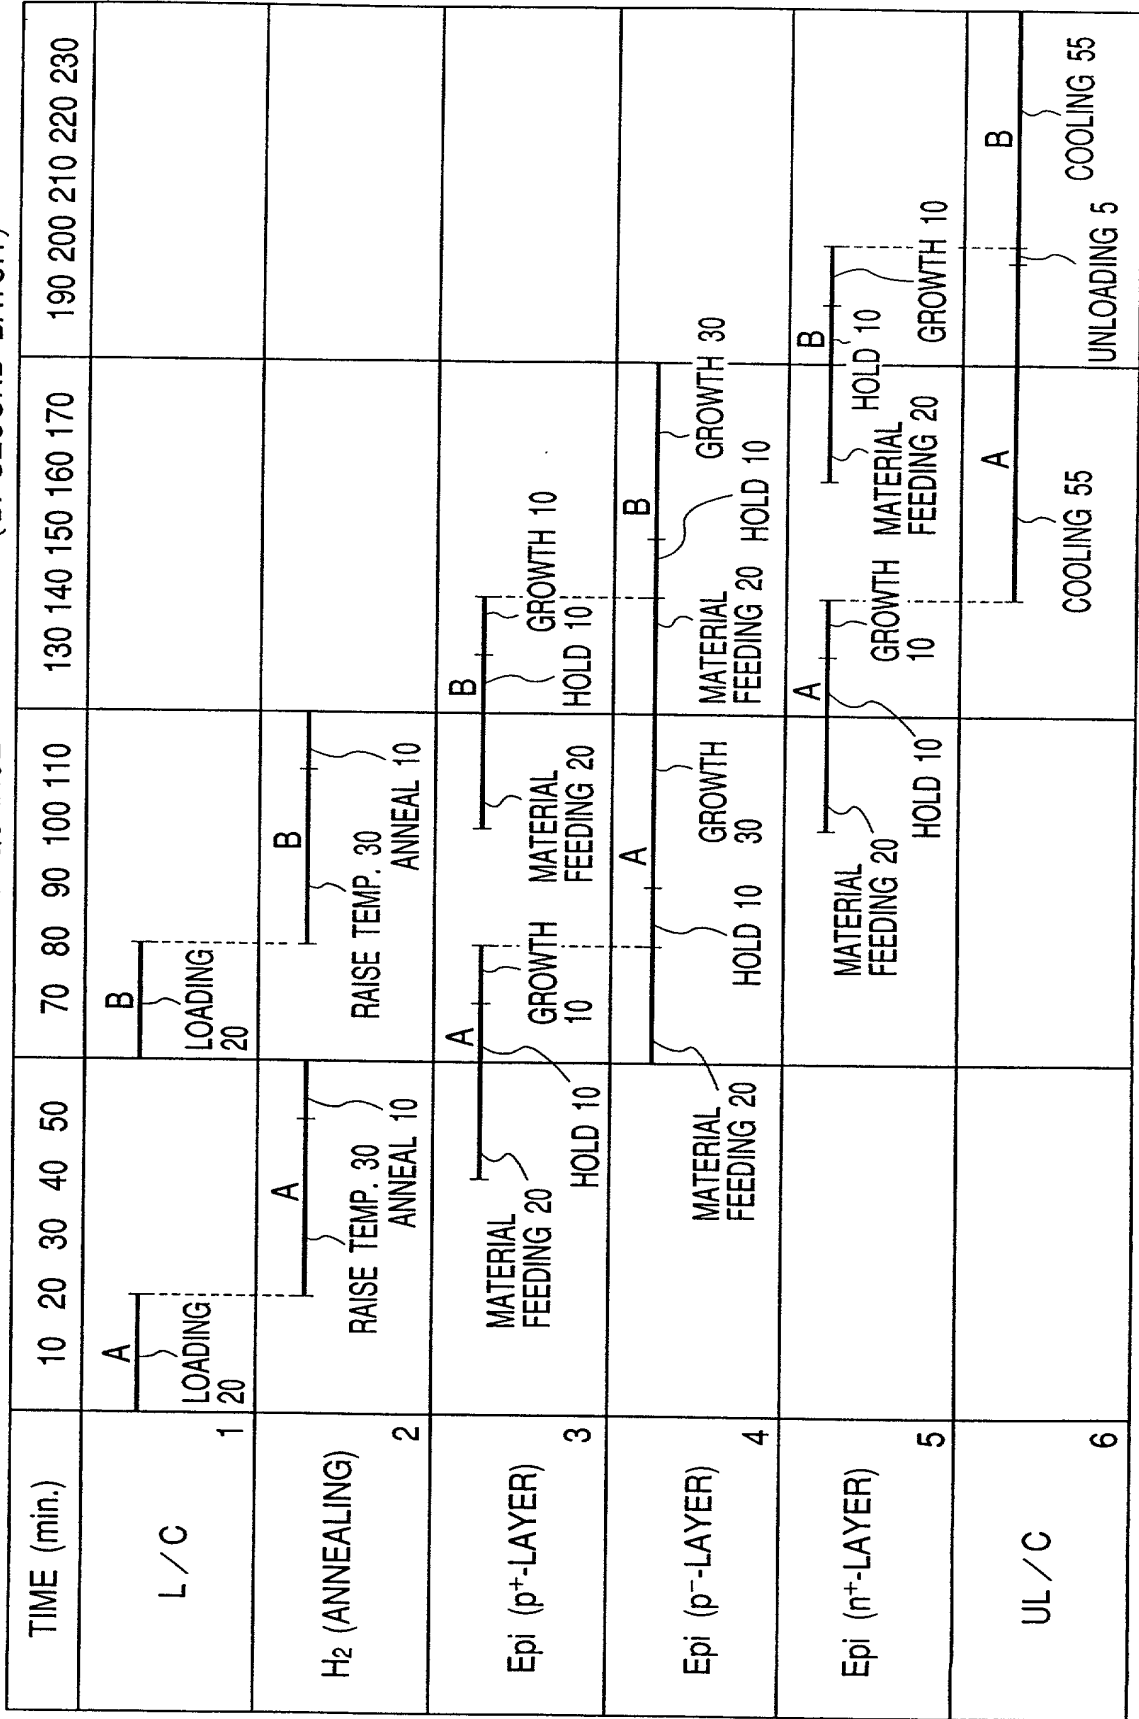 TIME (min.) 10 20 30 40 50 70 80 90 100 110 130 140 150 160 170 190 200 210 220 230
L/C
1
A
LOADING
20
B
LOADING
20
H2 (ANNEALING)
2
A
RAISE TEMP. 30
ANNEAL 10
B
RAISE TEMP. 30
ANNEAL 10
Epi (p+-LAYER)
3
MATERIAL
FEEDING 20
A
HOLD 10
GROWTH
10
MATERIAL
FEEDING 20
B
HOLD 10
GROWTH 10
Epi (p−-LAYER)
4
MATERIAL
FEEDING 20
HOLD 10
A
GROWTH
30
MATERIAL
FEEDING 20
B
HOLD 10
GROWTH 30
Epi (n+-LAYER)
5
MATERIAL
FEEDING 20
HOLD 10
A
GROWTH
10
MATERIAL
FEEDING 20
B
HOLD 10
GROWTH 10
UL/C
6
A
COOLING 55
UNLOADING 5
B
COOLING 55